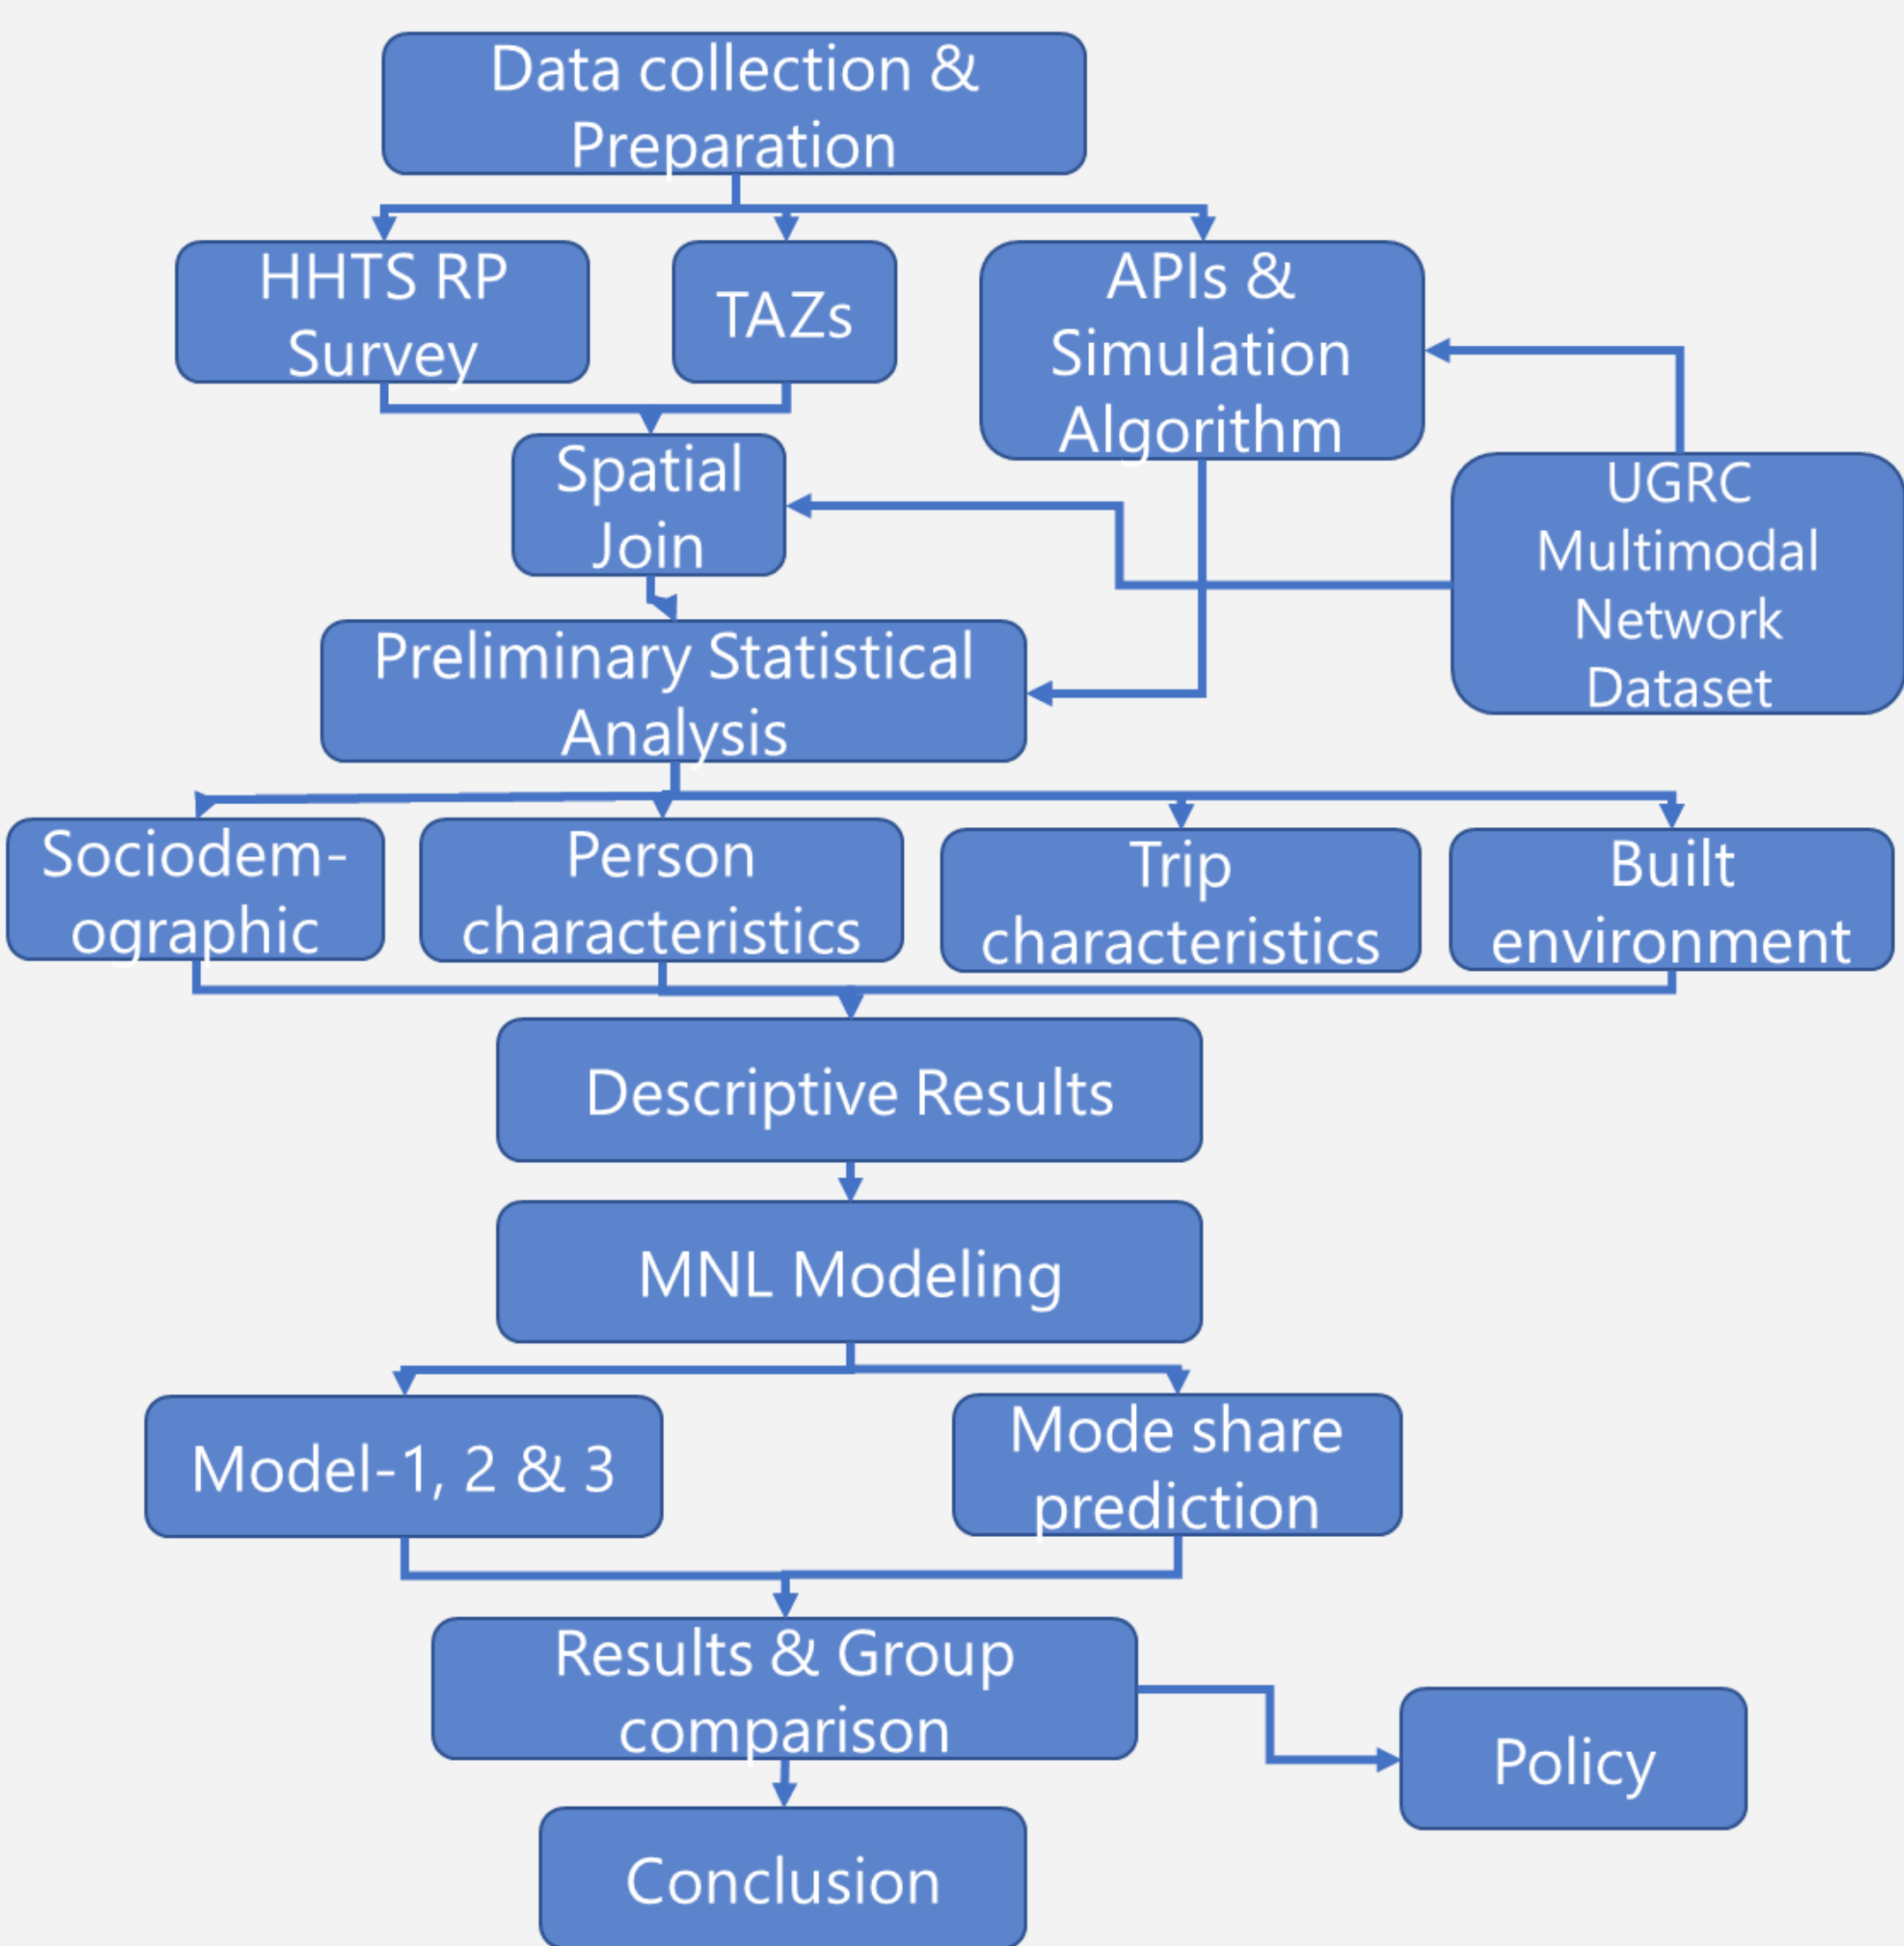 Data collection &
Preparation
HHTS RP
Survey
TAZs
APIs &
Simulation
Algorithm
Spatial
Join
UGRC
Multimodal
Network
Dataset
Preliminary Statistical
Analysis
Sociodem-
ographic
Person
characteristics
Trip
characteristics
Built
environment
Descriptive Results
MNL Modeling
Model-1, 2 & 3
Mode share
prediction
Results & Group
comparison
Policy
Conclusion